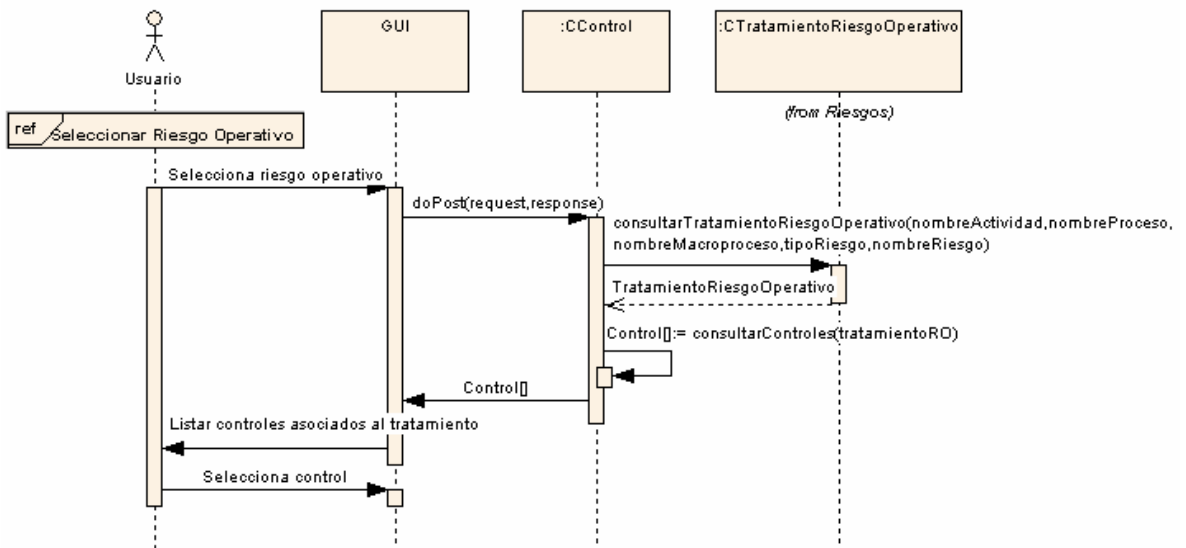 GUI
:CControl
:CTratamientoRiesgoOperativo
Usuario
(from Riesgos)
ref
Seleccionar Riesgo Operativo
Selecciona riesgo operativo
doPost(request,response)
consultarTratamientoRiesgoOperativo(nombreActividad,nombreProceso,
nombreMacroproceso,tipoRiesgo,nombreRiesgo)
TratamientoRiesgoOperativo
Control[]:= consultarControles(tratamientoRO)
Control[]
Listar controles asociados al tratamiento
Selecciona control